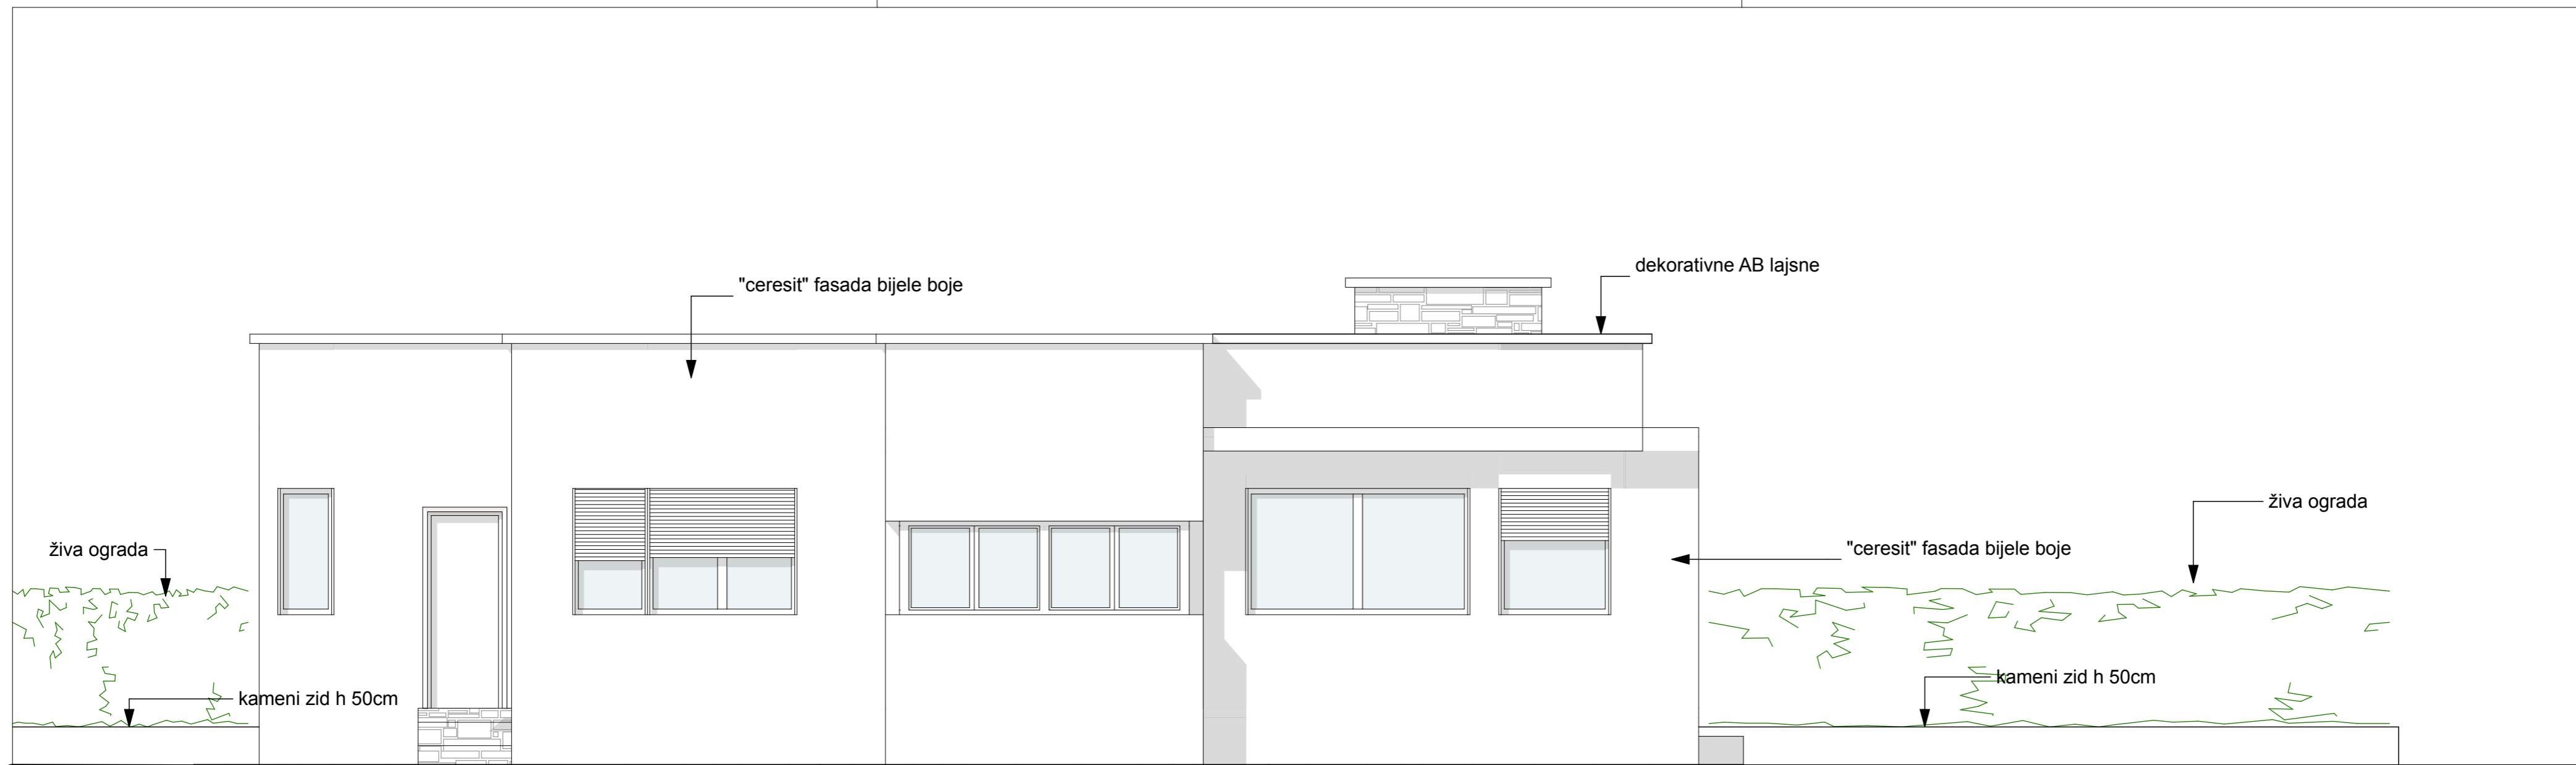 dekorativne AB lajsne
"ceresit" fasada bijele boje
živa ograda
živa ograda
"ceresit" fasada bijele boje
kameni zid h 50cm
kameni zid h 50cm